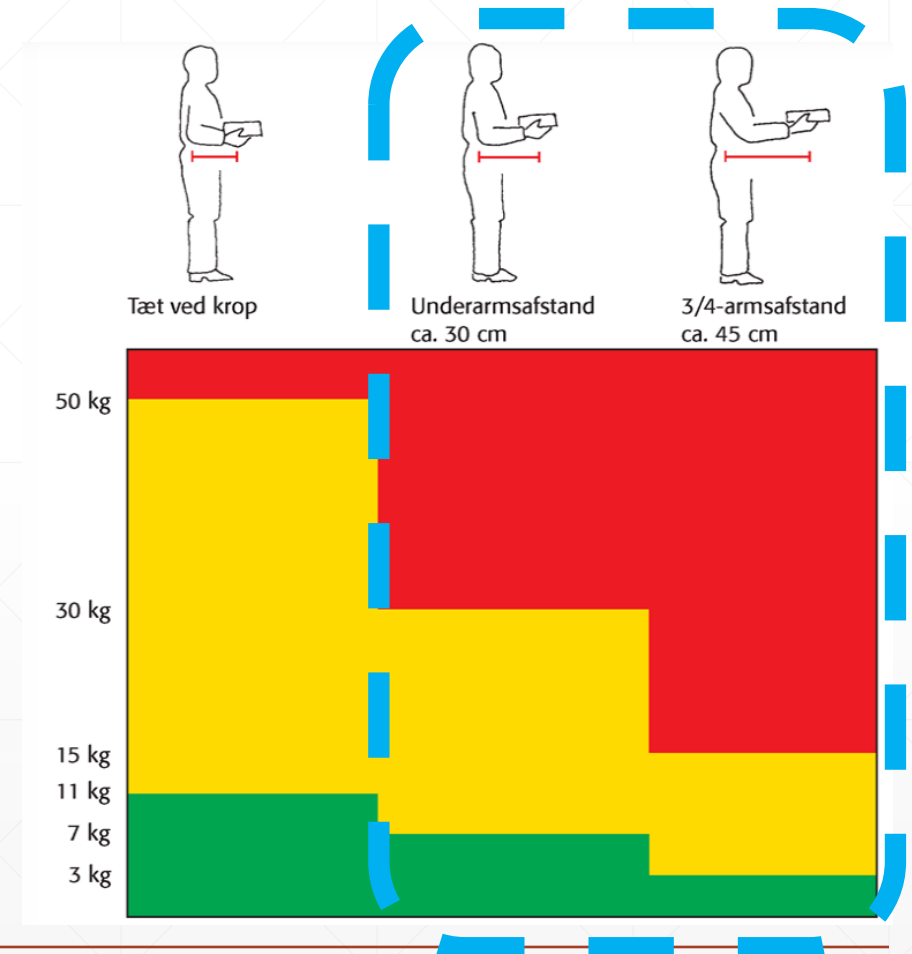 Tæt ved krop
Underarmsafstand
ca. 30 cm
3/4-armsafstand
ca. 45 cm
50 kg
30 kg
15 kg
11 kg
7 kg
3 kg